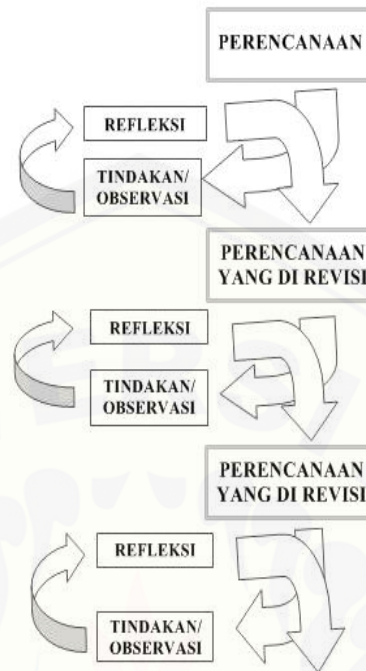 PERENCANAAN
REFLEKSI
TINDAKAN/
OBSERVASI
PERENCANAAN
YANG DI REVISI
REFLEKSI
TINDAKAN/
OBSERVASI
PERENCANAAN
YANG DI REVISI
REFLEKSI
TINDAKAN/
OBSERVASI